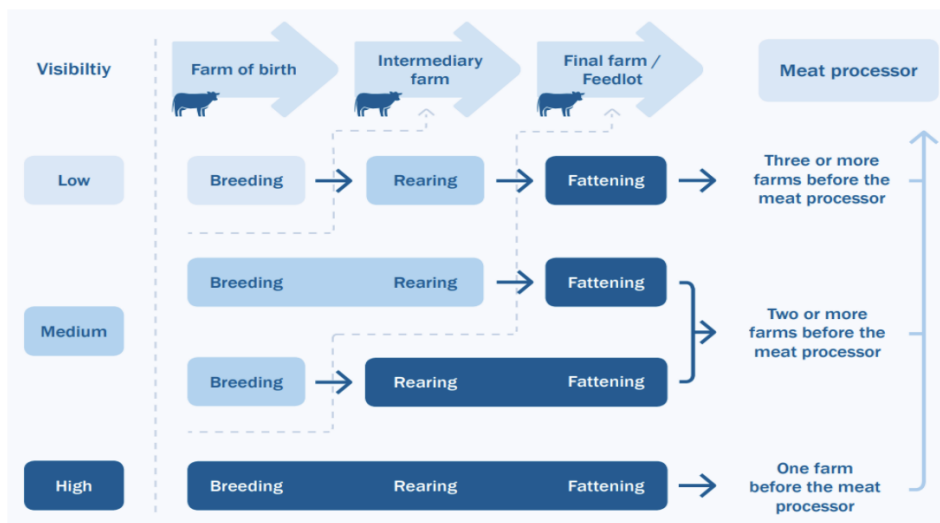 Visibiltiy
Farm of birth
Intermediary
farm
Final farm /
Feedlot
Meat processor
Low
Breeding
Rearing
Fattening
Three or more
farms before the
meat processor
Medium
Breeding
Rearing
Fattening
Two or more
farms before the
meat processor
Breeding
Rearing
Fattening
High
Breeding
Rearing
Fattening
One farm
before the meat
processor